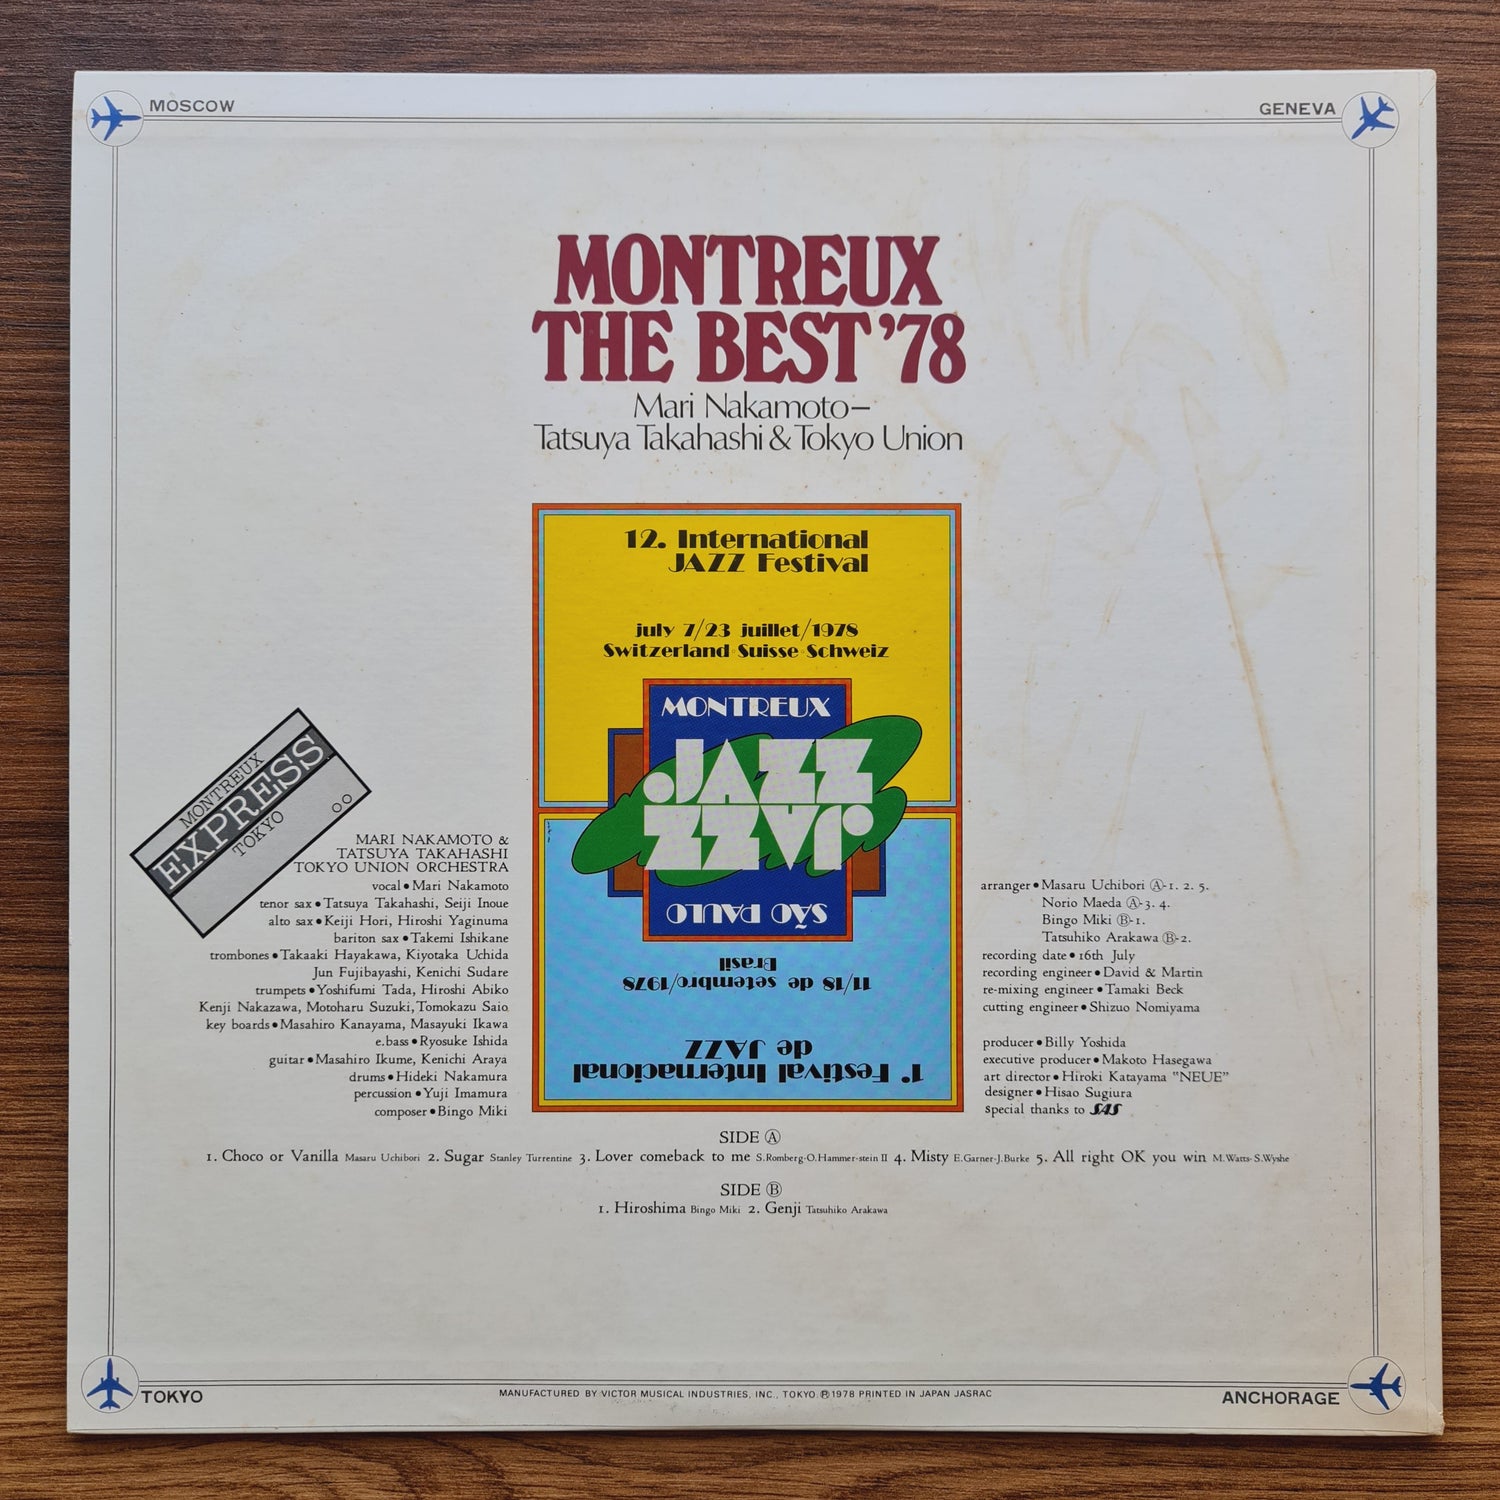 MOSCOW
GENEVA
MONTREUX
THE BEST '78
Mari Nakamoto–
Tatsuya Takahashi & Tokyo Union
12. International
JAZZ Festival
july 7/23 juillet/1978
Switzerland·Suisse·Schweiz
MONTREUX
JAZZ
JAZZ
SÃO PAULO
Brasil
11/18 de setembro/1978
de JAZZ
1º Festival Internacional
MONTREUX
EXPRESS
TOKYO
MARI NAKAMOTO &
TATSUYA TAKAHASHI
TOKYO UNION ORCHESTRA
vocal • Mari Nakamoto
tenor sax • Tatsuya Takahashi, Seiji Inoue
alto sax • Keiji Hori, Hiroshi Yaginuma
bariton sax • Takemi Ishikane
trombones • Takaaki Hayakawa, Kiyotaka Uchida
Jun Fujibayashi, Kenichi Sudare
trumpets • Yoshifumi Tada, Hiroshi Abiko
Kenji Nakazawa, Motoharu Suzuki, Tomokazu Saio
key boards • Masahiro Kanayama, Masayuki Ikawa
e.bass • Ryosuke Ishida
guitar • Masahiro Ikume, Kenichi Araya
drums • Hideki Nakamura
percussion • Yuji Imamura
composer • Bingo Miki
arranger • Masaru Uchibori Ⓐ-1. 2. 5.
Norio Maeda Ⓐ-3. 4.
Bingo Miki Ⓑ-1.
Tatsuhiko Arakawa Ⓑ-2.
recording date • 16th July
recording engineer • David & Martin
re-mixing engineer • Tamaki Beck
cutting engineer • Shizuo Nomiyama
producer • Billy Yoshida
executive producer • Makoto Hasegawa
art director • Hiroki Katayama "NEUE"
designer • Hisao Sugiura
special thanks to SAS
SIDE Ⓐ
1. Choco or Vanilla Masaru Uchibori 2. Sugar Stanley Turrentine 3. Lover comeback to me S.Romberg-O.Hammer-stein II 4. Misty E.Garner-J.Burke 5. All right OK you win M.Watts-S.Wyshe
SIDE Ⓑ
1. Hiroshima Bingo Miki 2. Genji Tatsuhiko Arakawa
TOKYO
MANUFACTURED BY VICTOR MUSICAL INDUSTRIES, INC., TOKYO ℗1978 PRINTED IN JAPAN JASRAC
ANCHORAGE